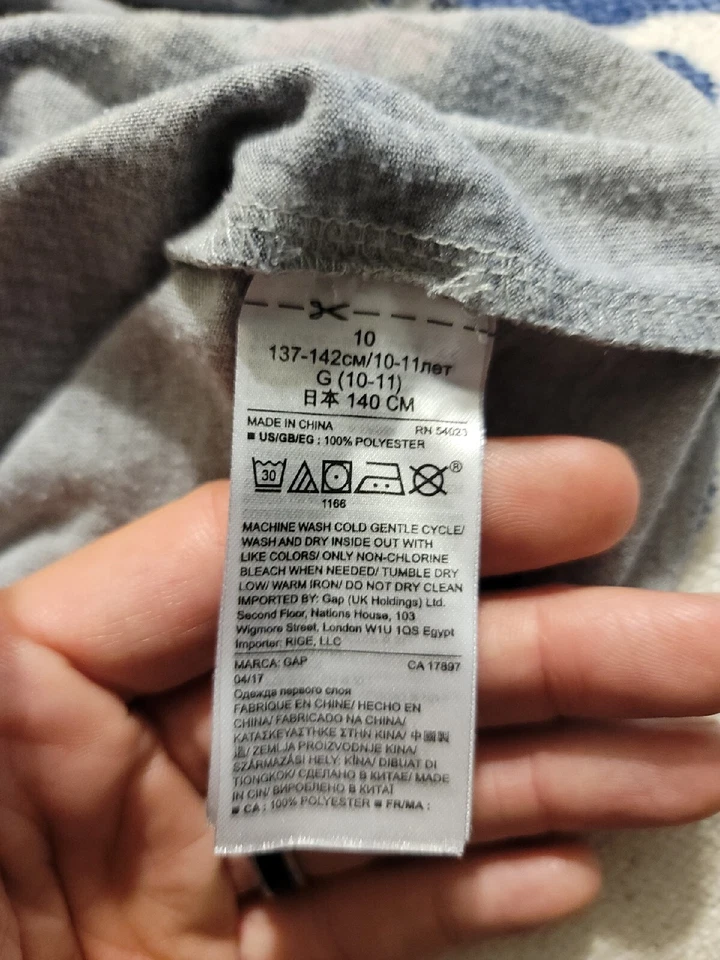 10
137-142см/10-11лет
G (10-11)
日本 140 CM
MADE IN CHINA RN 54023
■ US/GB/EG : 100% POLYESTER
30 ®
1166
MACHINE WASH COLD GENTLE CYCLE/
WASH AND DRY INSIDE OUT WITH
LIKE COLORS/ ONLY NON-CHLORINE
BLEACH WHEN NEEDED/ TUMBLE DRY
LOW/ WARM IRON/ DO NOT DRY CLEAN
IMPORTED BY: Gap (UK Holdings) Ltd.
Second Floor, Nations House, 103
Wigmore Street, London W1U 1QS Egypt
Importer: RIGE, LLC
MARCA: GAP CA 17897
04/17
Одежда первого слоя
FABRIQUÉ EN CHINE/ HECHO EN
CHINA/ FABRICADO NA CHINA/
ΚΑΤΑΣΚΕΥΑΣΤΗΚΕ ΣΤΗΝ ΚΙΝΑ/ 中國製
造/ ZEMLJA PROIZVODNJE KINA/
SZÁRMAZÁSI HELY: KÍNA/ DIBUAT DI
TIONGKOK/ СДЕЛАНО В КИТАЕ/ MADE
IN CIN/ ВИРОБЛЕНО В КИТАЇ
■ CA : 100% POLYESTER ■ FR/MA :